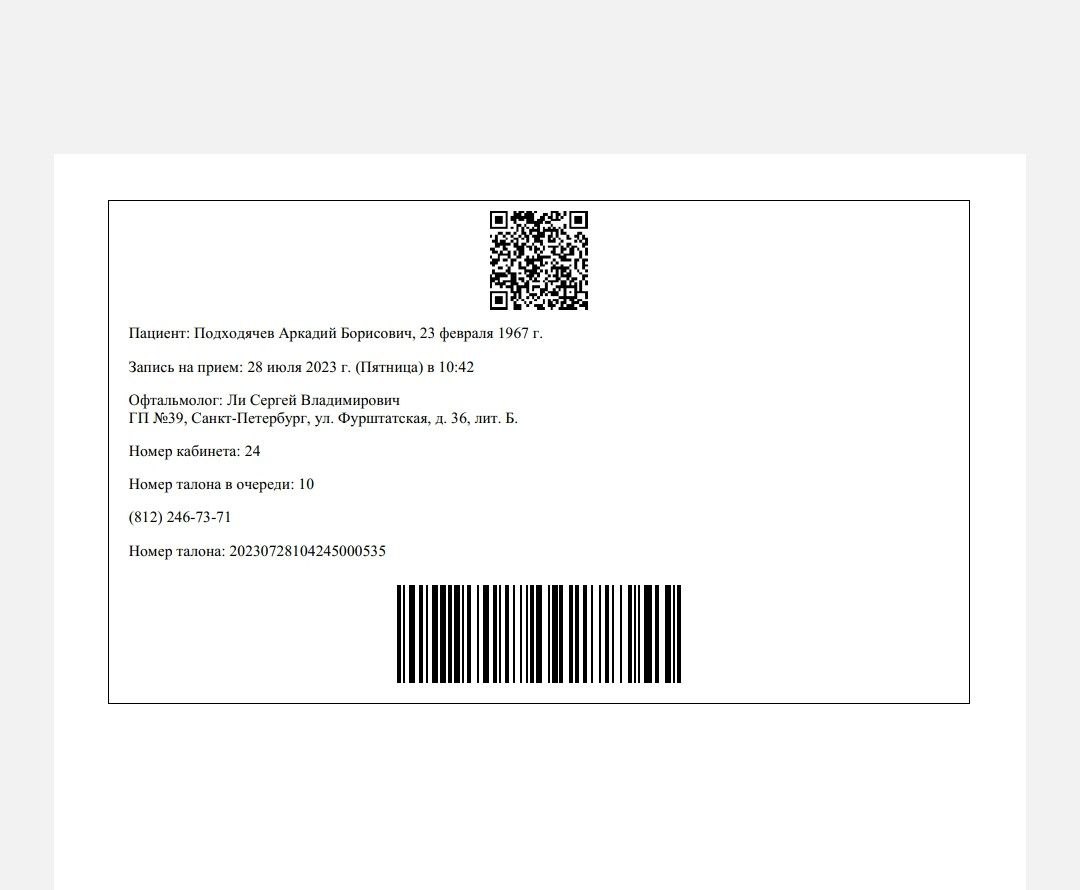 Пациент: Подходячев Аркадий Борисович, 23 февраля 1967 г.
Запись на прием: 28 июля 2023 г. (Пятница) в 10:42
Офтальмолог: Ли Сергей Владимирович
ГП №39, Санкт-Петербург, ул. Фурштатская, д. 36, лит. Б.
Номер кабинета: 24
Номер талона в очереди: 10
(812) 246-73-71
Номер талона: 20230728104245000535